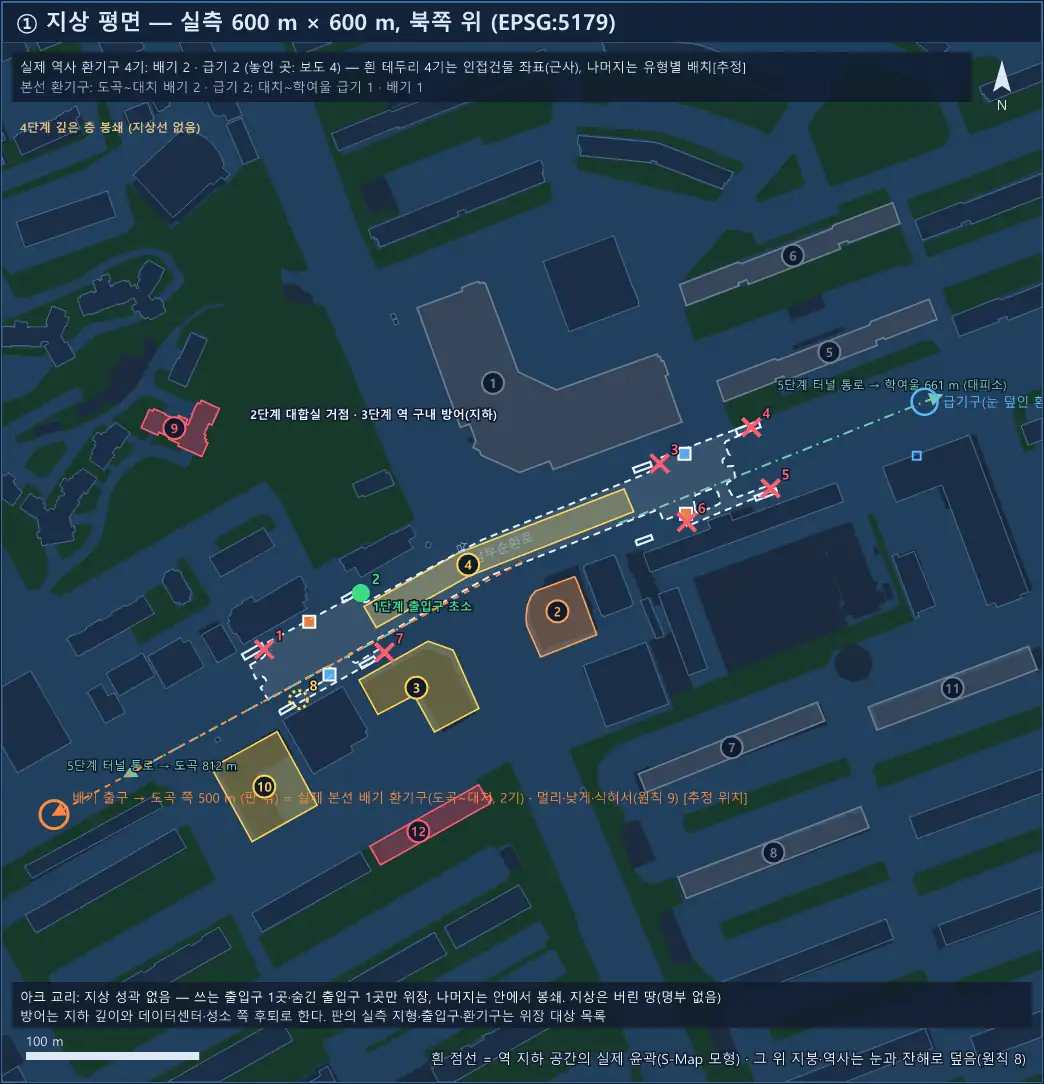 ① 지상 평면 — 실측 600 m × 600 m, 북쪽 위 (EPSG:5179)
실제 역사 환기구 4기: 배기 2 · 급기 2 (놓인 곳: 보도 4) — 흰 테두리 4기는 인접건물 좌표(근사), 나머지는 유형별 배치[추정]
본선 환기구: 도곡~대치 배기 2 · 급기 2; 대치~학여울 급기 1 · 배기 1
N
4단계 깊은 층 봉쇄 (지상선 없음)
6
5
1
5단계 터널 통로 → 학여울 661 m (대피소)
급기구(눈 덮인 환
2단계 대합실 거점 · 3단계 역 구내 방어(지하)
9
4
3
5
6
4
2
1단계 출입구 초소
2
1
7
8
3
11
7
5단계 터널 통로 → 도곡 812 m
10
배기 출구 → 도곡 쪽 500 m (판 밖) = 실제 본선 배기 환기구(도곡~대치, 2기) · 멀리·낮게·식혀서(원칙 9) [추정 위치]
12
8
아크 교리: 지상 성곽 없음 — 쓰는 출입구 1곳·숨긴 출입구 1곳만 위장, 나머지는 안에서 봉쇄. 지상은 버린 땅(명부 없음)
방어는 지하 깊이와 데이터센터·성소 쪽 후퇴로 한다. 판의 실측 지형·출입구·환기구는 위장 대상 목록
100 m
흰 점선 = 역 지하 공간의 실제 윤곽(S-Map 모형) · 그 위 지붕·역사는 눈과 잔해로 덮음(원칙 8)